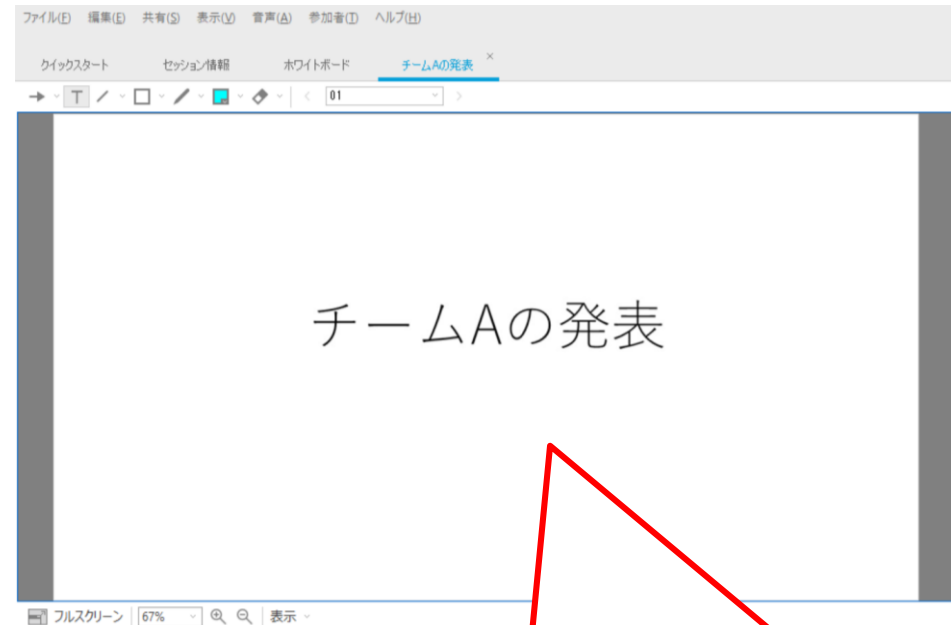 ファイル(F) 編集(E) 共有(S) 表示(V) 音声(A) 参加者(T) ヘルプ(H)
クイックスタート セッション情報 ホワイトボード チームAの発表 ×
T 01
チームAの発表
フルスクリーン 67% 表示